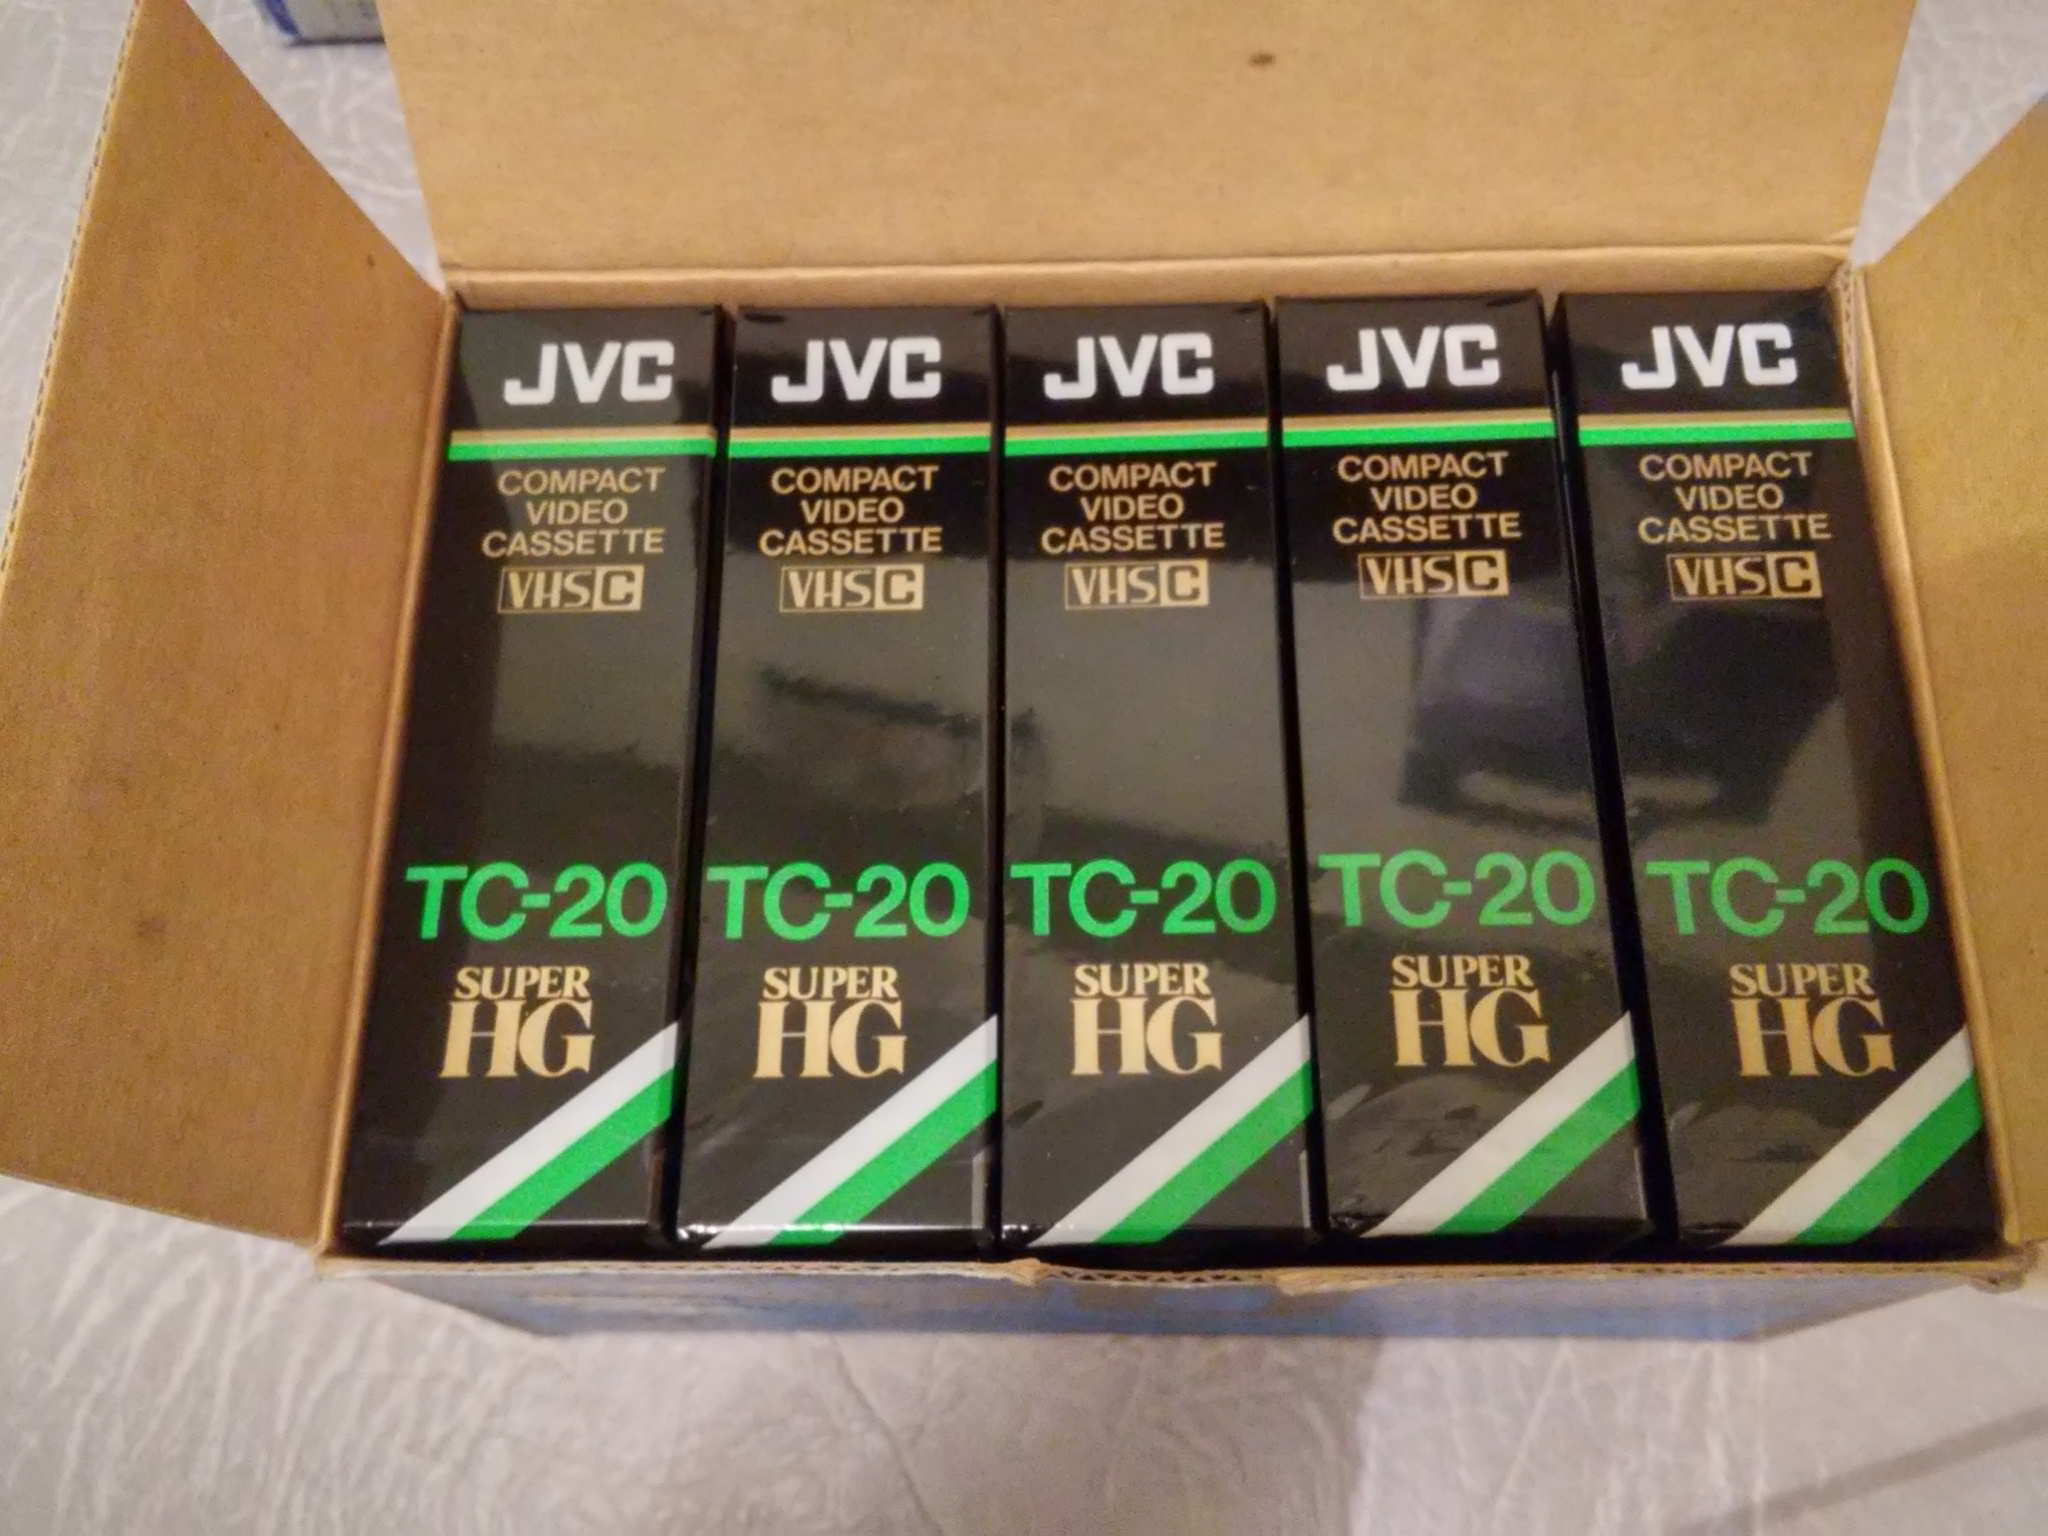 JVC
COMPACT
VIDEO
CASSETTE
VHS C
TC-20
SUPER
HG
JVC
COMPACT
VIDEO
CASSETTE
VHS C
TC-20
SUPER
HG
JVC
COMPACT
VIDEO
CASSETTE
VHS C
TC-20
SUPER
HG
JVC
COMPACT
VIDEO
CASSETTE
VHS C
TC-20
SUPER
HG
JVC
COMPACT
VIDEO
CASSETTE
VHS C
TC-20
SUPER
HG